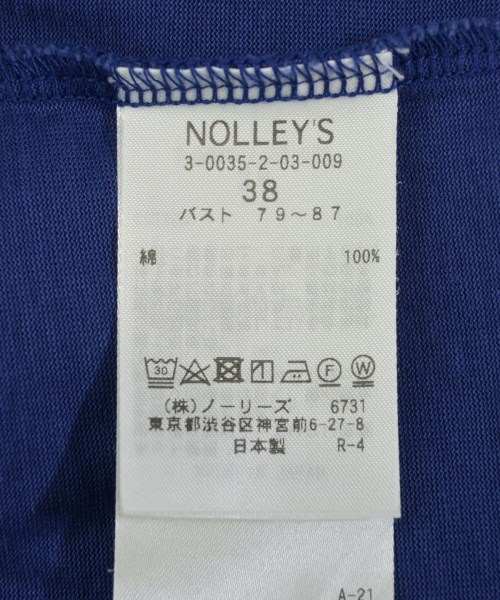 NOLLEY'S
3-0035-2-03-009
38
バスト 79～87
綿 100%
30 F W
(株)ノーリーズ 6731
東京都渋谷区神宮前6-27-8
日本製 R-4
A-21